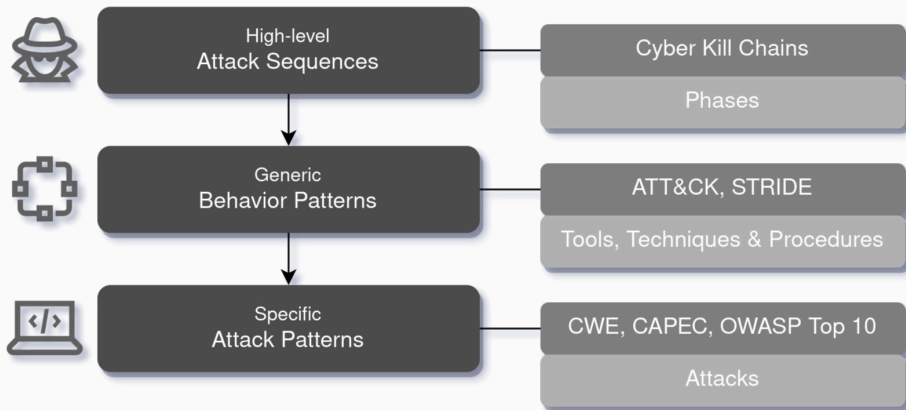 High-level
Attack Sequences
Cyber Kill Chains
Phases
Generic
Behavior Patterns
ATT&CK, STRIDE
Tools, Techniques & Procedures
</>
Specific
Attack Patterns
CWE, CAPEC, OWASP Top 10
Attacks